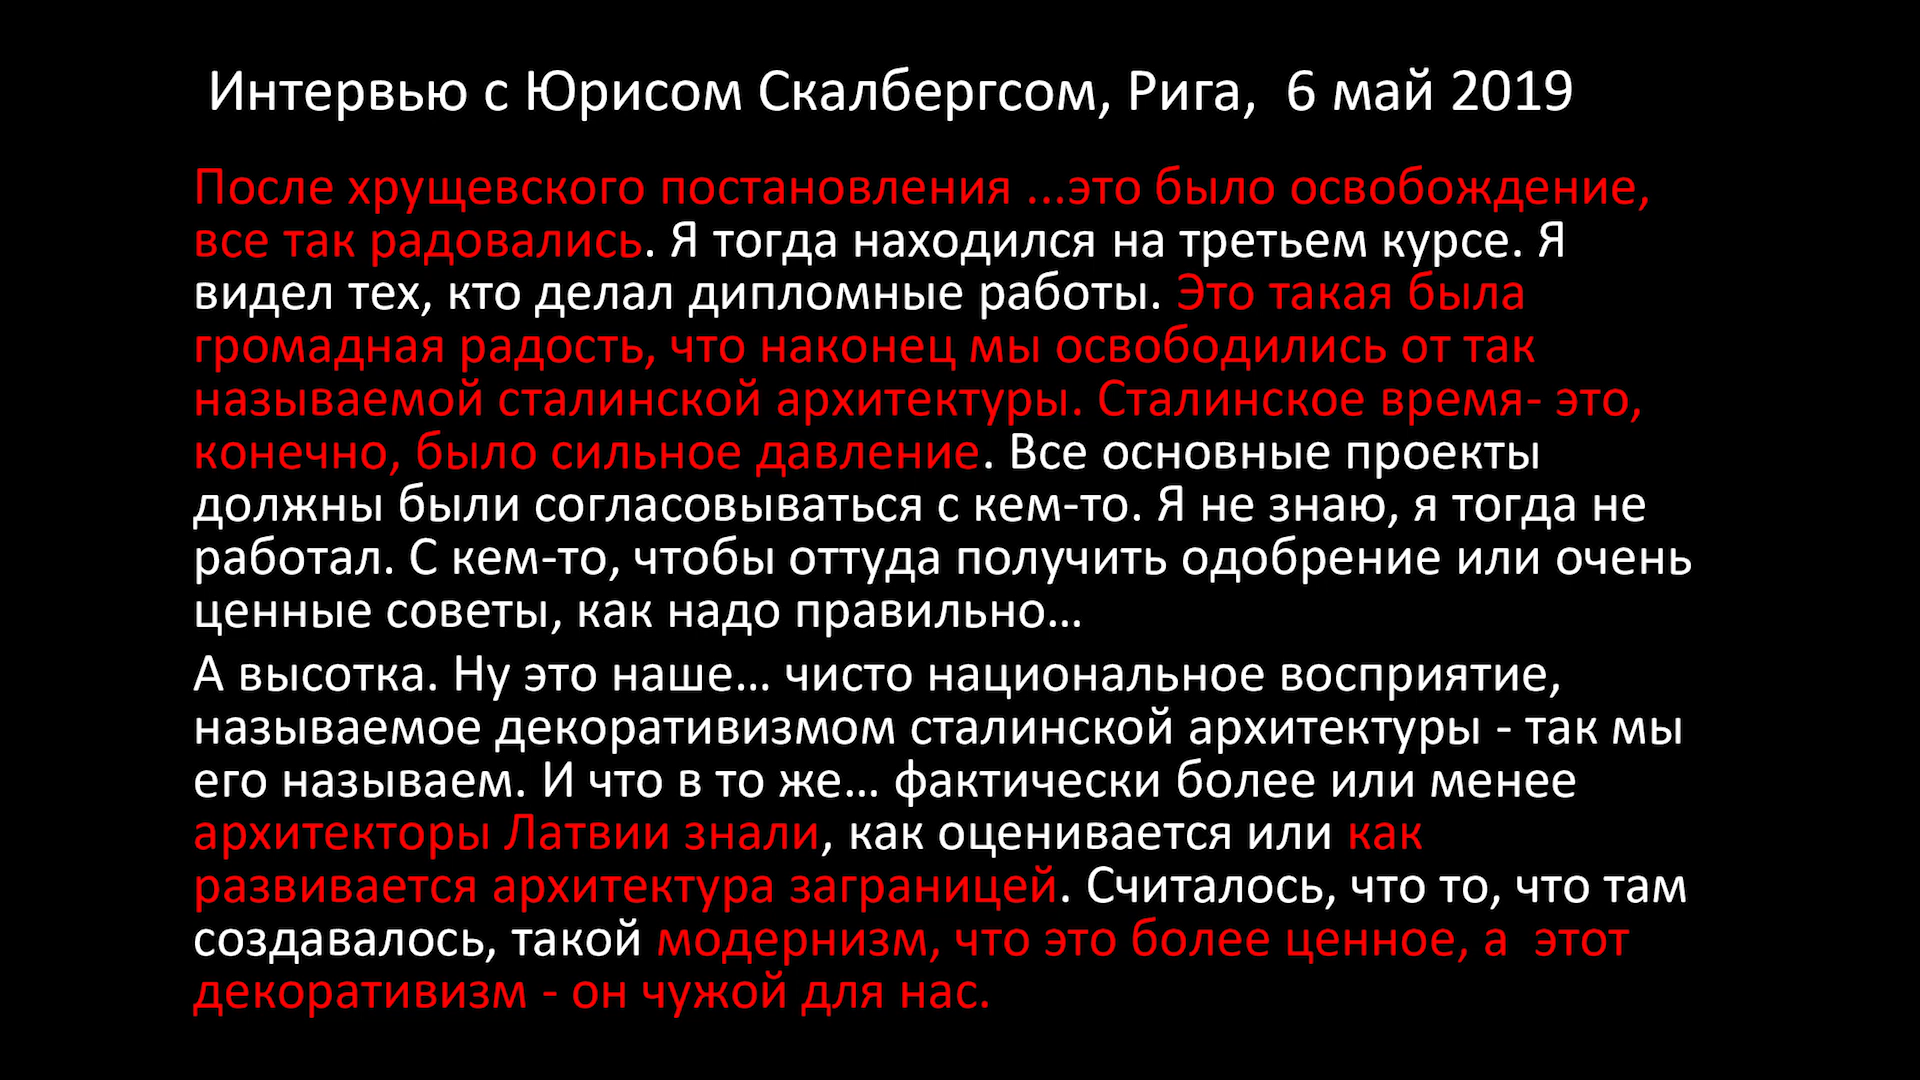 Интервью с Юрисом Скалбергсом, Рига,  6 май 2019
После хрущевского постановления ...это было освобождение,
все так радовались. Я тогда находился на третьем курсе. Я
видел тех, кто делал дипломные работы. Это такая была
громадная радость, что наконец мы освободились от так
называемой сталинской архитектуры. Сталинское время- это,
конечно, было сильное давление. Все основные проекты
должны были согласовываться с кем-то. Я не знаю, я тогда не
работал. С кем-то, чтобы оттуда получить одобрение или очень
ценные советы, как надо правильно…
А высотка. Ну это наше… чисто национальное восприятие,
называемое декоративизмом сталинской архитектуры - так мы
его называем. И что в то же… фактически более или менее
архитекторы Латвии знали, как оценивается или как
развивается архитектура заграницей. Считалось, что то, что там
создавалось, такой модернизм, что это более ценное, а  этот
декоративизм - он чужой для нас.